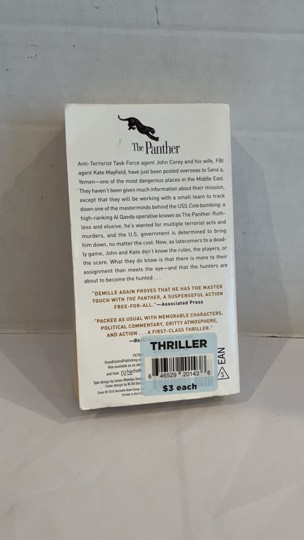 The Panther
Anti-Terrorist Task Force agent John Corey and his wife, FBI
agent Kate Mayfield, have just been posted overseas to Sana'a,
Yemen—one of the most dangerous places in the Middle East.
They haven't been given much information about their mission,
except that they will be working with a small team to track
down one of the masterminds behind the USS Cole bombing: a
high-ranking Al Qaeda operative known as The Panther. Ruth-
less and elusive, he's wanted for multiple terrorist acts and
murders, and the U.S. government is determined to bring
him down, no matter the cost. Now, as latecomers to a dead-
ly game, John and Kate don't know the rules, the players, or
the score. What they do know is that there is more to their
assignment than meets the eye—and that the hunters are
about to become the hunted . . .
"DEMILLE AGAIN PROVES THAT HE HAS THE MASTER
TOUCH WITH THE PANTHER, A SUSPENSEFUL, ACTION
FREE-FOR-ALL." —Associated Press
"PACKED AS USUAL WITH MEMORABLE CHARACTERS,
POLITICAL COMMENTARY, GRITTY ATMOSPHERE,
AND ACTION . . . A FIRST-CLASS THRILLER."
THRILLER
8 46529 20143 8
$3 each
EAN